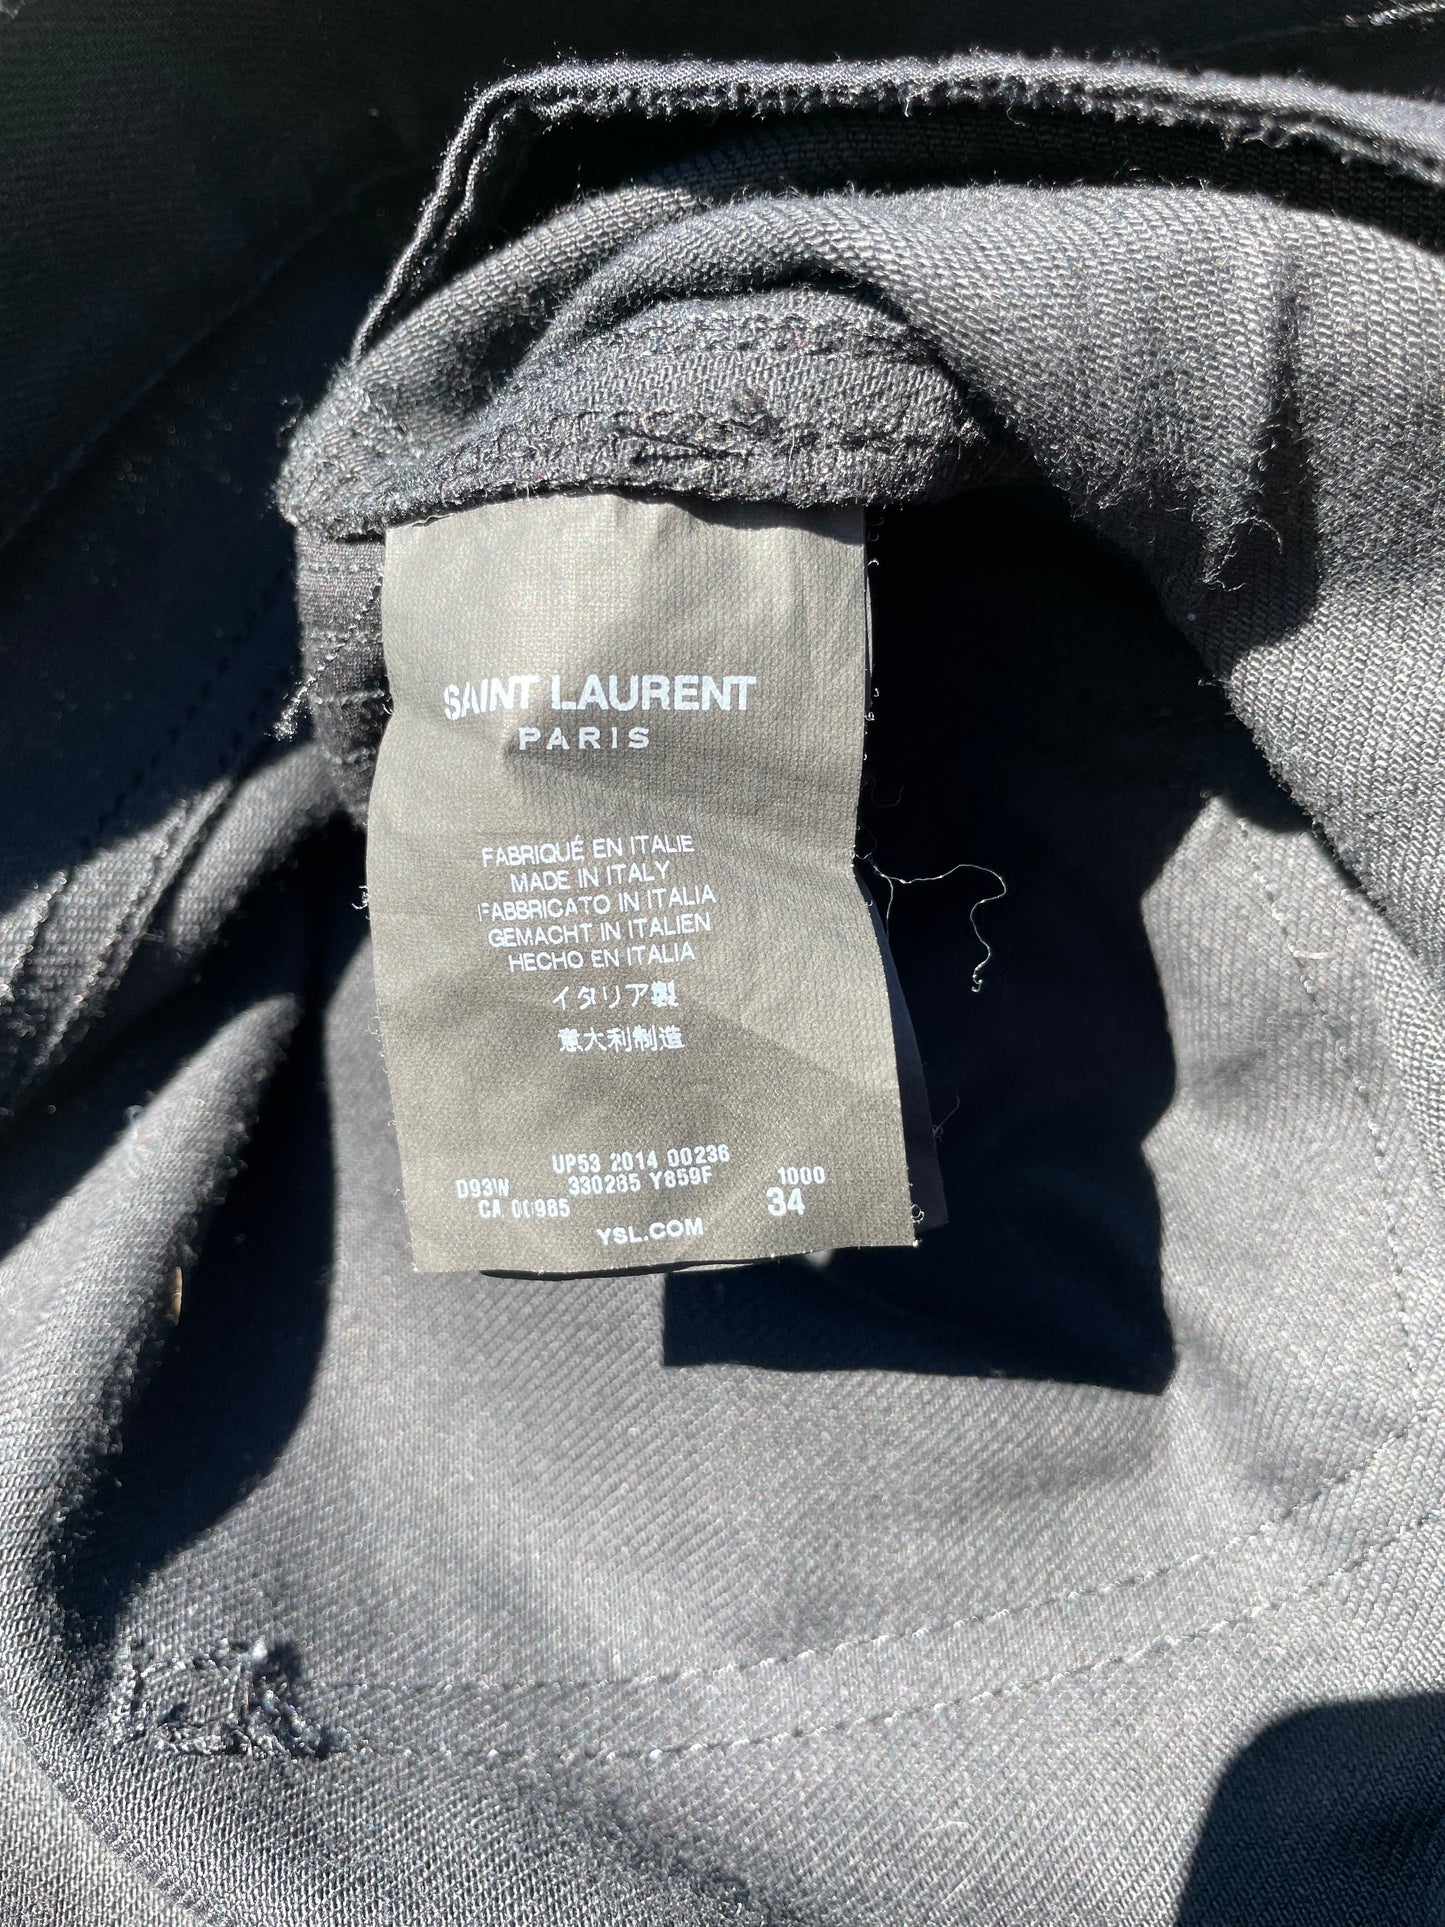 SAINT LAURENT
PARIS
FABRIQUÉ EN ITALIE
MADE IN ITALY
FABBRICATO IN ITALIA
GEMACHT IN ITALIEN
HECHO EN ITALIA
イタリア製
意大利制造
UP53 2014 00236
D93IN 330285 Y859F 1000
CA 00985 34
YSL.COM